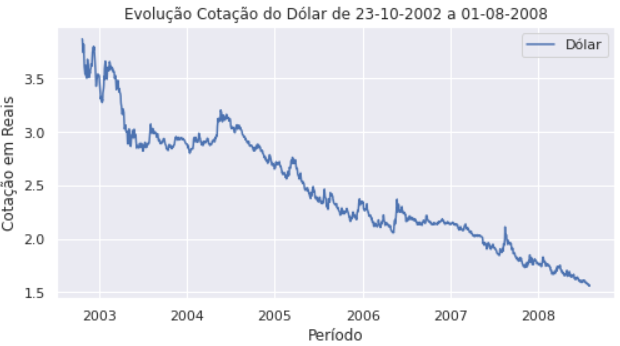 Evolução Cotação do Dólar de 23-10-2002 a 01-08-2008
Dólar
Cotação em Reais
3.5
3.0
2.5
2.0
1.5
2003 2004 2005 2006 2007 2008
Período